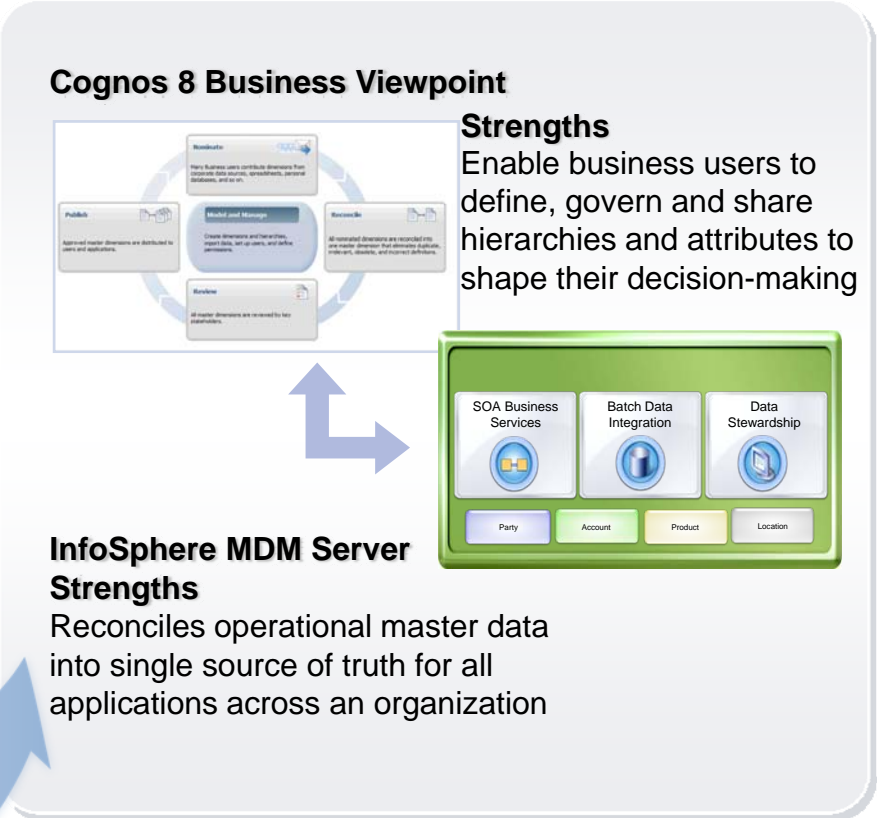 Cognos 8 Business Viewpoint
Strengths
Enable business users to
define, govern and share
hierarchies and attributes to
shape their decision-making
Nominate
Many Business users contribute dimensions from
corporate data sources, spreadsheets, personal
databases, and so on.
Publish
Approved master dimensions are distributed to
users and applications.
Model and Manage
Create dimensions and hierarchies,
import data, set up users, and define
permissions.
Reconcile
All nominated dimensions are reconciled into
one master dimension that eliminates duplicate,
irrelevant, obsolete, and incorrect definitions.
Review
All master dimensions are reviewed by key
stakeholders.
SOA Business
Services
Batch Data
Integration
Data
Stewardship
Party
Account
Product
Location
InfoSphere MDM Server
Strengths
Reconciles operational master data
into single source of truth for all
applications across an organization